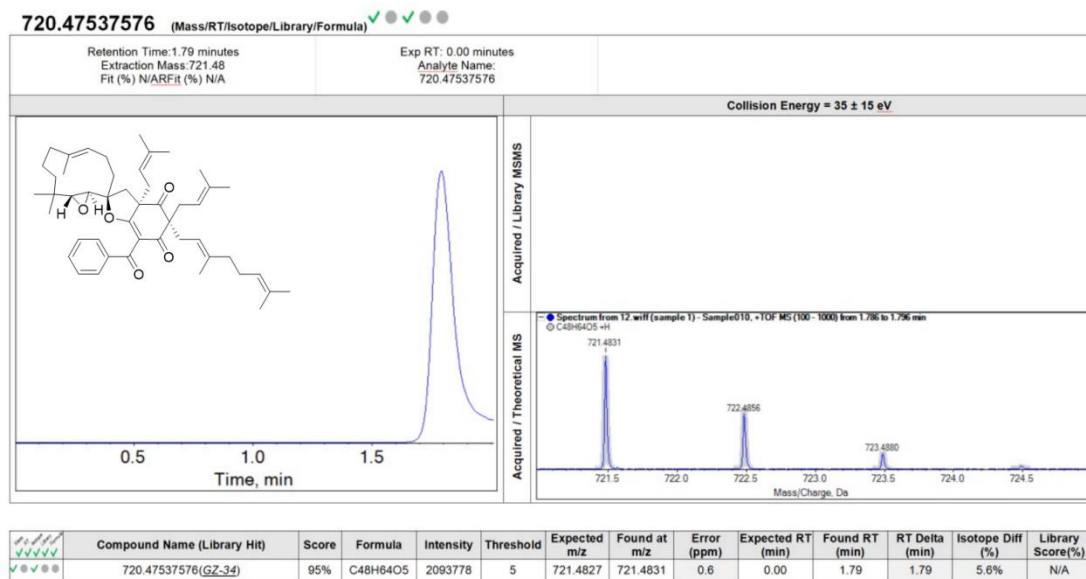 720.47537576 (Mass/RT/Isotope/Library/Formula)
Retention Time:1.79 minutes
Extraction Mass:721.48
Fit (%) N/ARFit (%) N/A
Exp RT: 0.00 minutes
Analyte Name:
720.47537576
Collision Energy = 35 ± 15 eV
O
O
H
O
H
O
O
O
0.5 1.0 1.5
Time, min
Acquired / Library MSMS
Acquired / Theoretical MS
Spectrum from 12.wiff (sample 1) - Sample010, +TOF MS (100 - 1000) from 1.786 to 1.796 min
C48H64O5 +H
721.4831
722.4856
723.4880
721.5 722.0 722.5 723.0 723.5 724.0 724.5
Mass/Charge, Da
Compound Name (Library Hit) Score Formula Intensity Threshold Expected m/z Found at m/z Error (ppm) Expected RT (min) Found RT (min) RT Delta (min) Isotope Diff (%) Library Score(%)
720.47537576(GZ-34) 95% C48H64O5 2093778 5 721.4827 721.4831 0.6 0.00 1.79 1.79 5.6% N/A